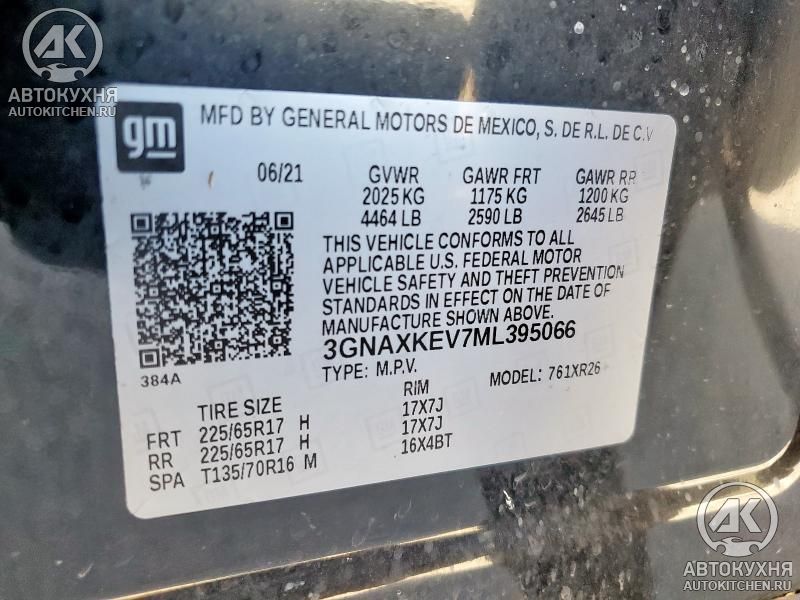 AK
АВТОКУХНЯ
AUTOKITCHEN.RU
gm
MFD BY GENERAL MOTORS DE MEXICO, S. DE R.L. DE C.V
06/21 GVWR GAWR FRT GAWR RR
2025 KG 1175 KG 1200 KG
4464 LB 2590 LB 2645 LB
THIS VEHICLE CONFORMS TO ALL
APPLICABLE U.S. FEDERAL MOTOR
VEHICLE SAFETY AND THEFT PREVENTION
STANDARDS IN EFFECT ON THE DATE OF
MANUFACTURE SHOWN ABOVE.
3GNAXKEV7ML395066
384A
TYPE: M.P.V. MODEL: 761XR26
TIRE SIZE RIM
FRT 225/65R17 H 17X7J
RR 225/65R17 H 17X7J
SPA T135/70R16 M 16X4BT
AK
АВТОКУХНЯ
AUTOKITCHEN.RU